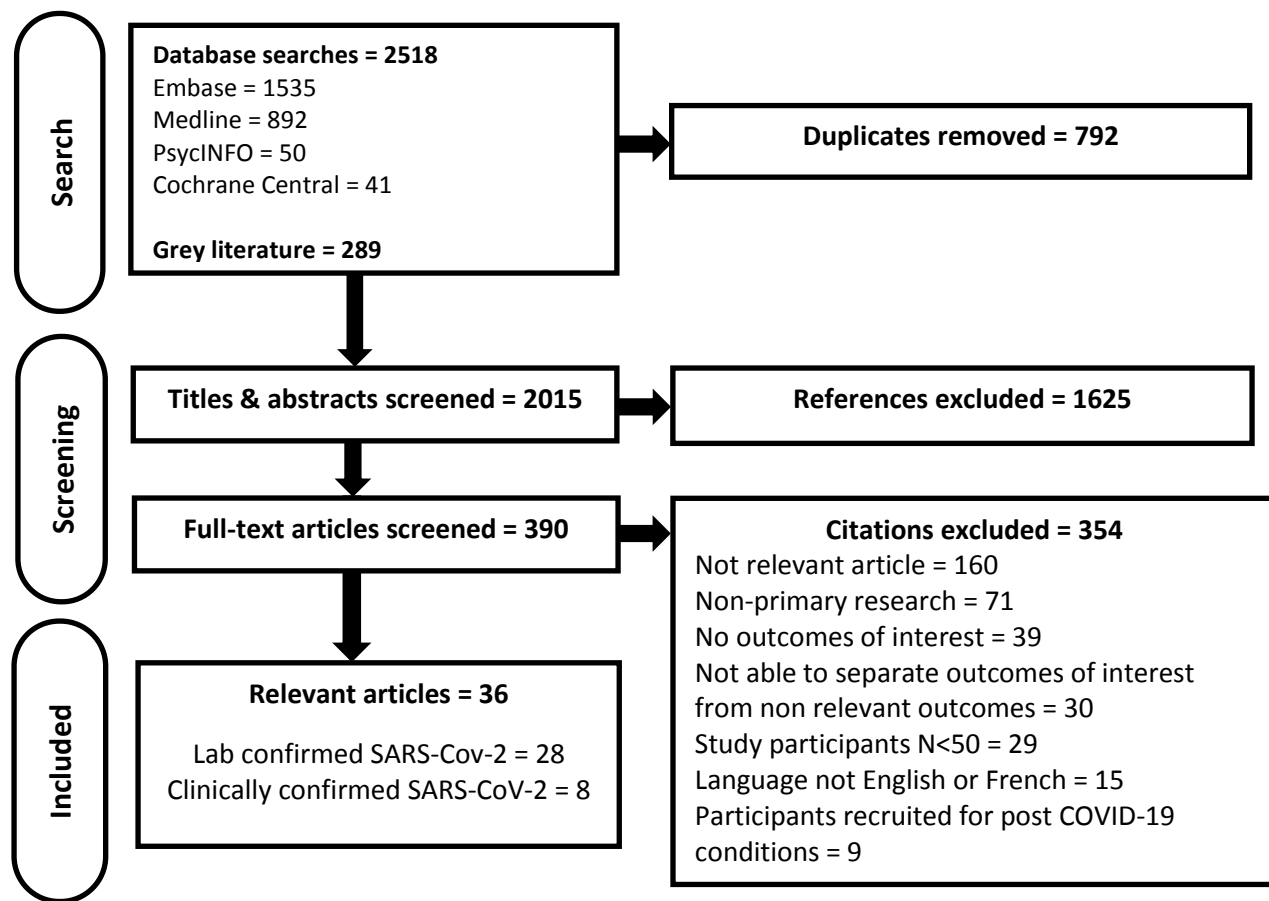 Search
Database searches = 2518
Embase = 1535
Medline = 892
PsycINFO = 50
Cochrane Central = 41
Grey literature = 289
Duplicates removed = 792
Screening
Titles & abstracts screened = 2015
References excluded = 1625
Full-text articles screened = 390
Citations excluded = 354
Not relevant article = 160
Non-primary research = 71
No outcomes of interest = 39
Not able to separate outcomes of interest
from non relevant outcomes = 30
Study participants N<50 = 29
Language not English or French = 15
Participants recruited for post COVID-19
conditions = 9
Included
Relevant articles = 36
Lab confirmed SARS-Cov-2 = 28
Clinically confirmed SARS-CoV-2 = 8